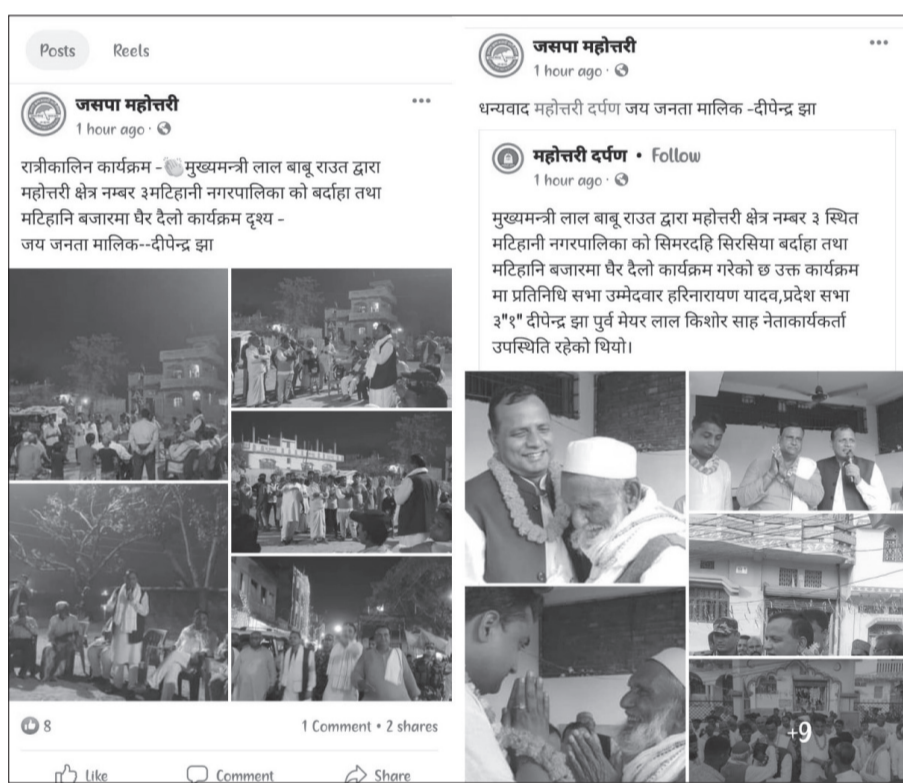 Posts Reels
जसपा महोत्तरी
1 hour ago ·
रात्रीकालिन कार्यक्रम -👏मुख्यमन्त्री लाल बाबू राउत द्वारा
महोत्तरी क्षेत्र नम्बर ३मटिहानी नगरपालिका को बर्दाहा तथा
मटिहानि बजारमा घैर दैलो कार्यक्रम दृश्य -
जय जनता मालिक--दीपेन्द्र झा
8
1 Comment • 2 shares
Like Comment Share
जसपा महोत्तरी
1 hour ago ·
धन्यवाद महोत्तरी दर्पण जय जनता मालिक -दीपेन्द्र झा
महोत्तरी दर्पण • Follow
1 hour ago ·
मुख्यमन्त्री लाल बाबू राउत द्वारा महोत्तरी क्षेत्र नम्बर ३ स्थित
मटिहानी नगरपालिका को सिमरदहि सिरसिया बर्दाहा तथा
मटिहानि बजारमा घैर दैलो कार्यक्रम गरेको छ उक्त कार्यक्रम
मा प्रतिनिधि सभा उम्मेदवार हरिनारायण यादव,प्रदेश सभा
३"१" दीपेन्द्र झा पुर्व मेयर लाल किशोर साह नेताकार्यकर्ता
उपस्थिति रहेको थियो।
+9